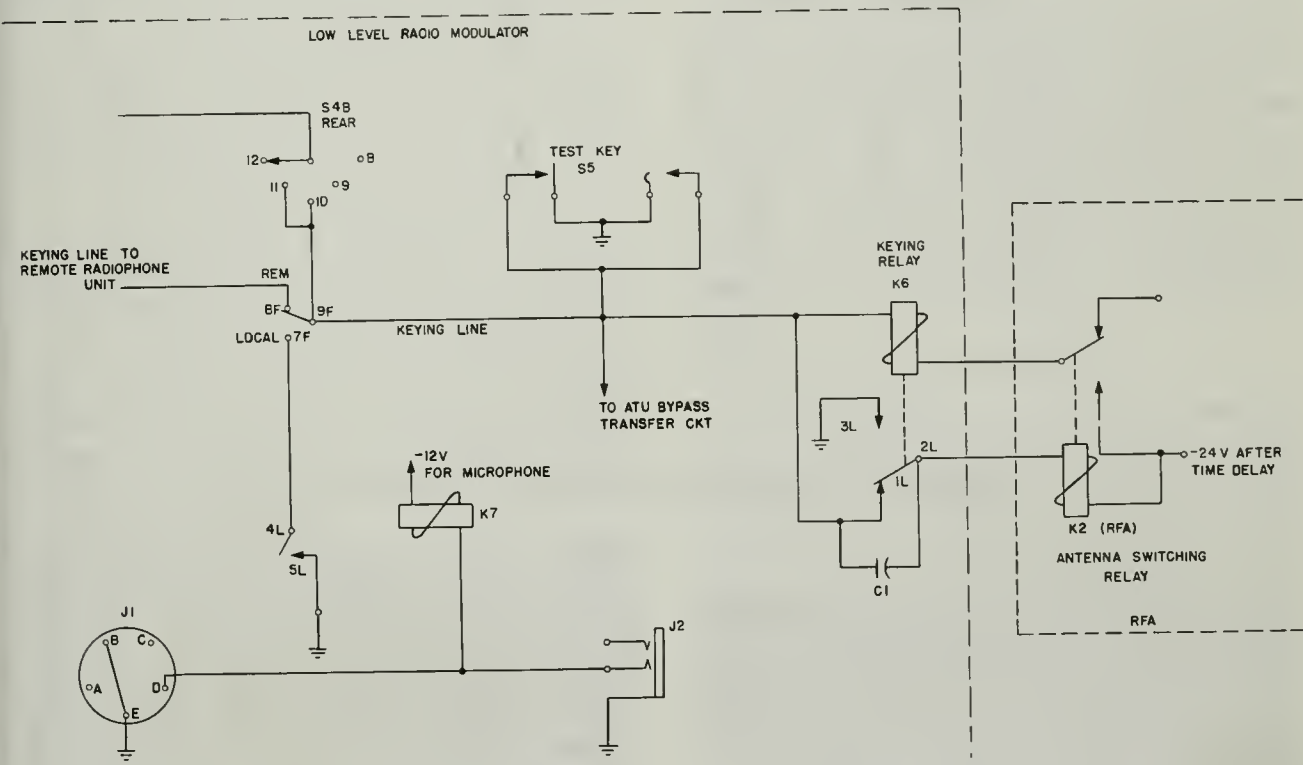 LOW LEVEL RADIO MODULATOR
S4B
REAR
12
8
11
9
10
TEST KEY
S5
KEYING LINE TO
REMOTE RADIOPHONE
UNIT
REM
8F
9F
LOCAL
7F
KEYING LINE
KEYING
RELAY
K6
TO ATU BYPASS
TRANSFER CKT
3L
2L
1L
C1
-24V AFTER
TIME DELAY
K2 (RFA)
ANTENNA SWITCHING
RELAY
RFA
-12V
FOR MICROPHONE
K7
4L
5L
J1
B
C
A
D
E
J2